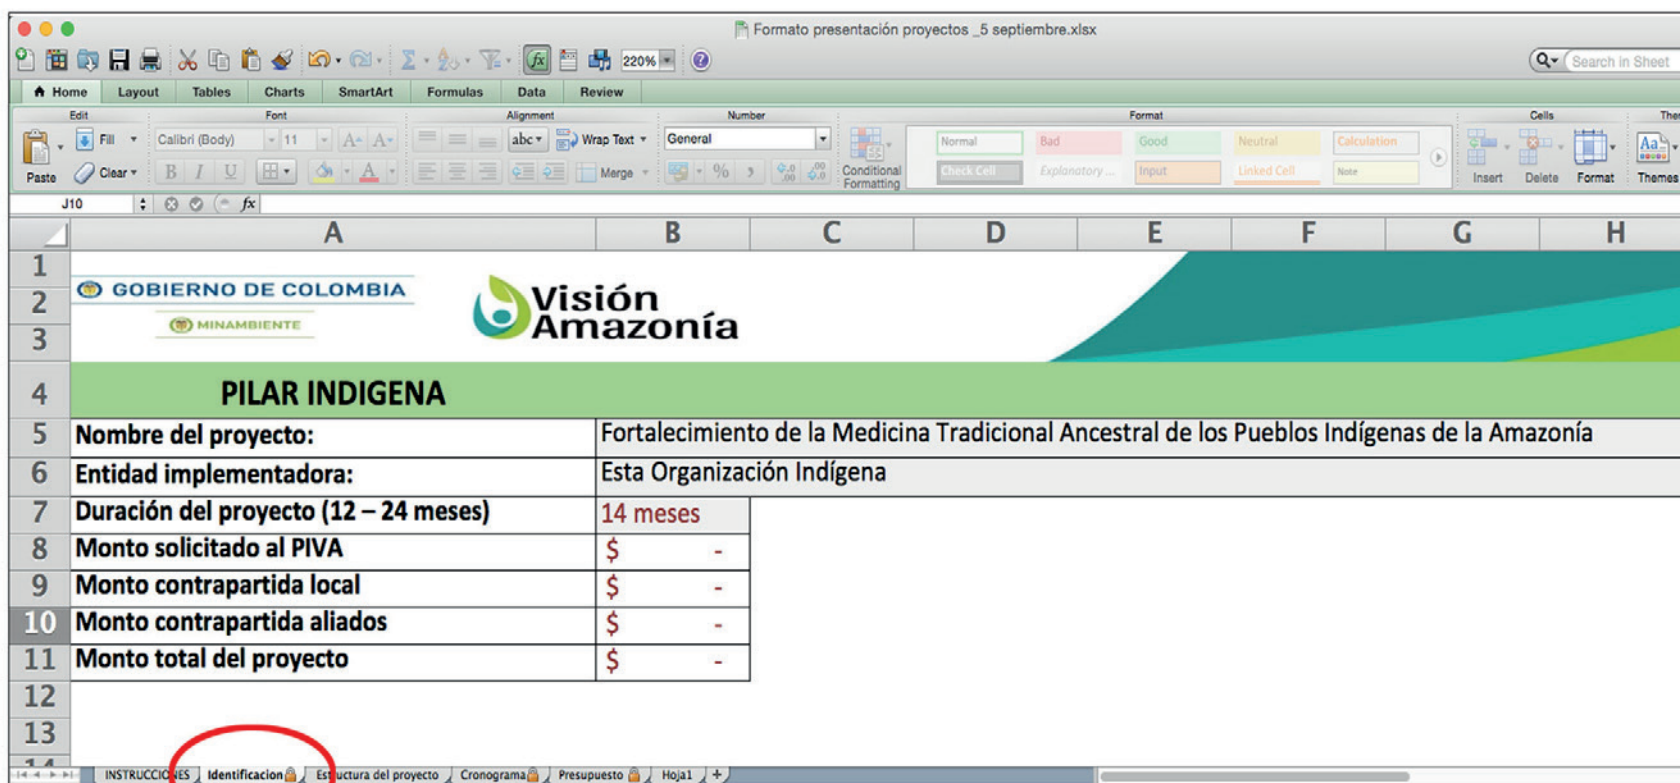 Formato presentación proyectos _5 septiembre.xlsx
220%
Search in Sheet
Home Layout Tables Charts SmartArt Formulas Data Review
Edit Font Alignment Number Format Cells
Fill Calibri (Body) 11 A A abc Wrap Text General Normal Bad Good Neutral Calculation Aa
Paste Clear B I U A Merge % Conditional Formatting Check Cell Explanatory ... Input Linked Cell Note Insert Delete Format Themes
J10 fx
A B C D E F G H
1
2 GOBIERNO DE COLOMBIA
MINAMBIENTE
3
Visión
Amazonía
4 PILAR INDIGENA
5 Nombre del proyecto: Fortalecimiento de la Medicina Tradicional Ancestral de los Pueblos Indígenas de la Amazonía
6 Entidad implementadora: Esta Organización Indígena
7 Duración del proyecto (12 – 24 meses) 14 meses
8 Monto solicitado al PIVA $ -
9 Monto contrapartida local $ -
10 Monto contrapartida aliados $ -
11 Monto total del proyecto $ -
12
13
14
INSTRUCCIONES Identificacion Estructura del proyecto Cronograma Presupuesto Hoja1 +